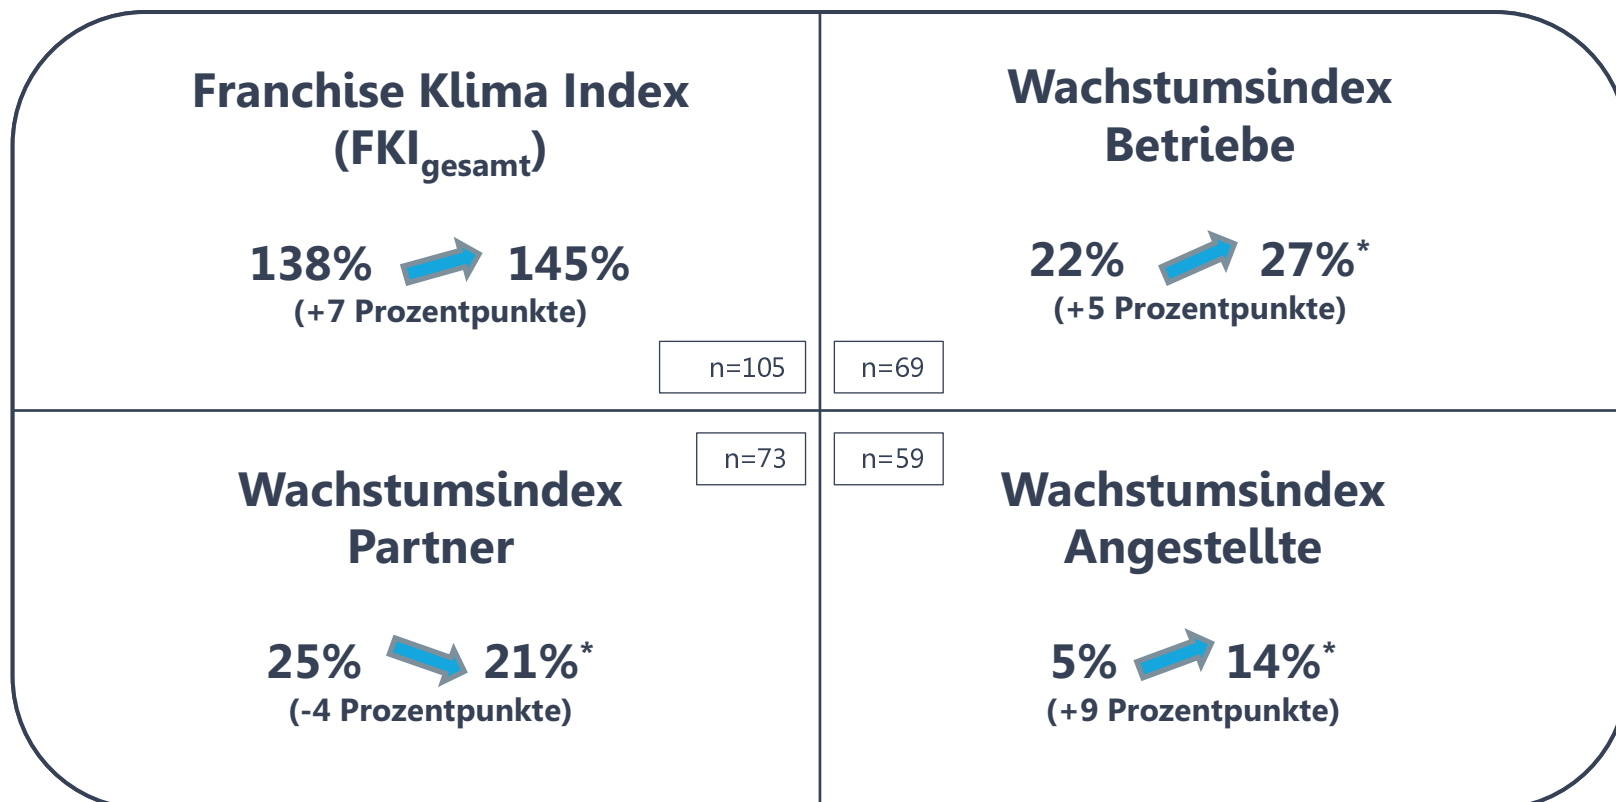 Franchise Klima Index
(FKIgesamt)
138% 145%
(+7 Prozentpunkte)
n=105
Wachstumsindex
Betriebe
22% 27%*
(+5 Prozentpunkte)
n=69
n=73
Wachstumsindex
Partner
25% 21%*
(-4 Prozentpunkte)
n=59
Wachstumsindex
Angestellte
5% 14%*
(+9 Prozentpunkte)